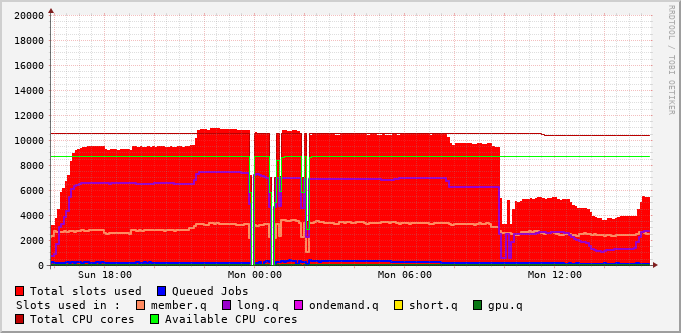 RRDTOOL / TOBI OETIKER
20000
18000
16000
14000
12000
10000
8000
6000
4000
2000
0
Sun 18:00 Mon 00:00 Mon 06:00 Mon 12:00
Total slots used Queued Jobs
Slots used in : member.q long.q ondemand.q short.q gpu.q
Total CPU cores Available CPU cores